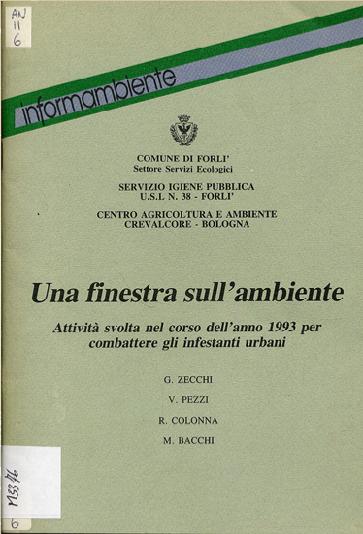 AN
11
6
informambiente
COMUNE DI FORLI'
Settore Servizi Ecologici
SERVIZIO IGIENE PUBBLICA
U.S.L N. 38 - FORLI'
CENTRO AGRICOLTURA E AMBIENTE
CREVALCORE - BOLOGNA
Una finestra sull'ambiente
Attività svolta nel corso dell'anno 1993 per
combattere gli infestanti urbani
G. ZECCHI
V. PEZZI
R. COLONNA
M. BACCHI
6